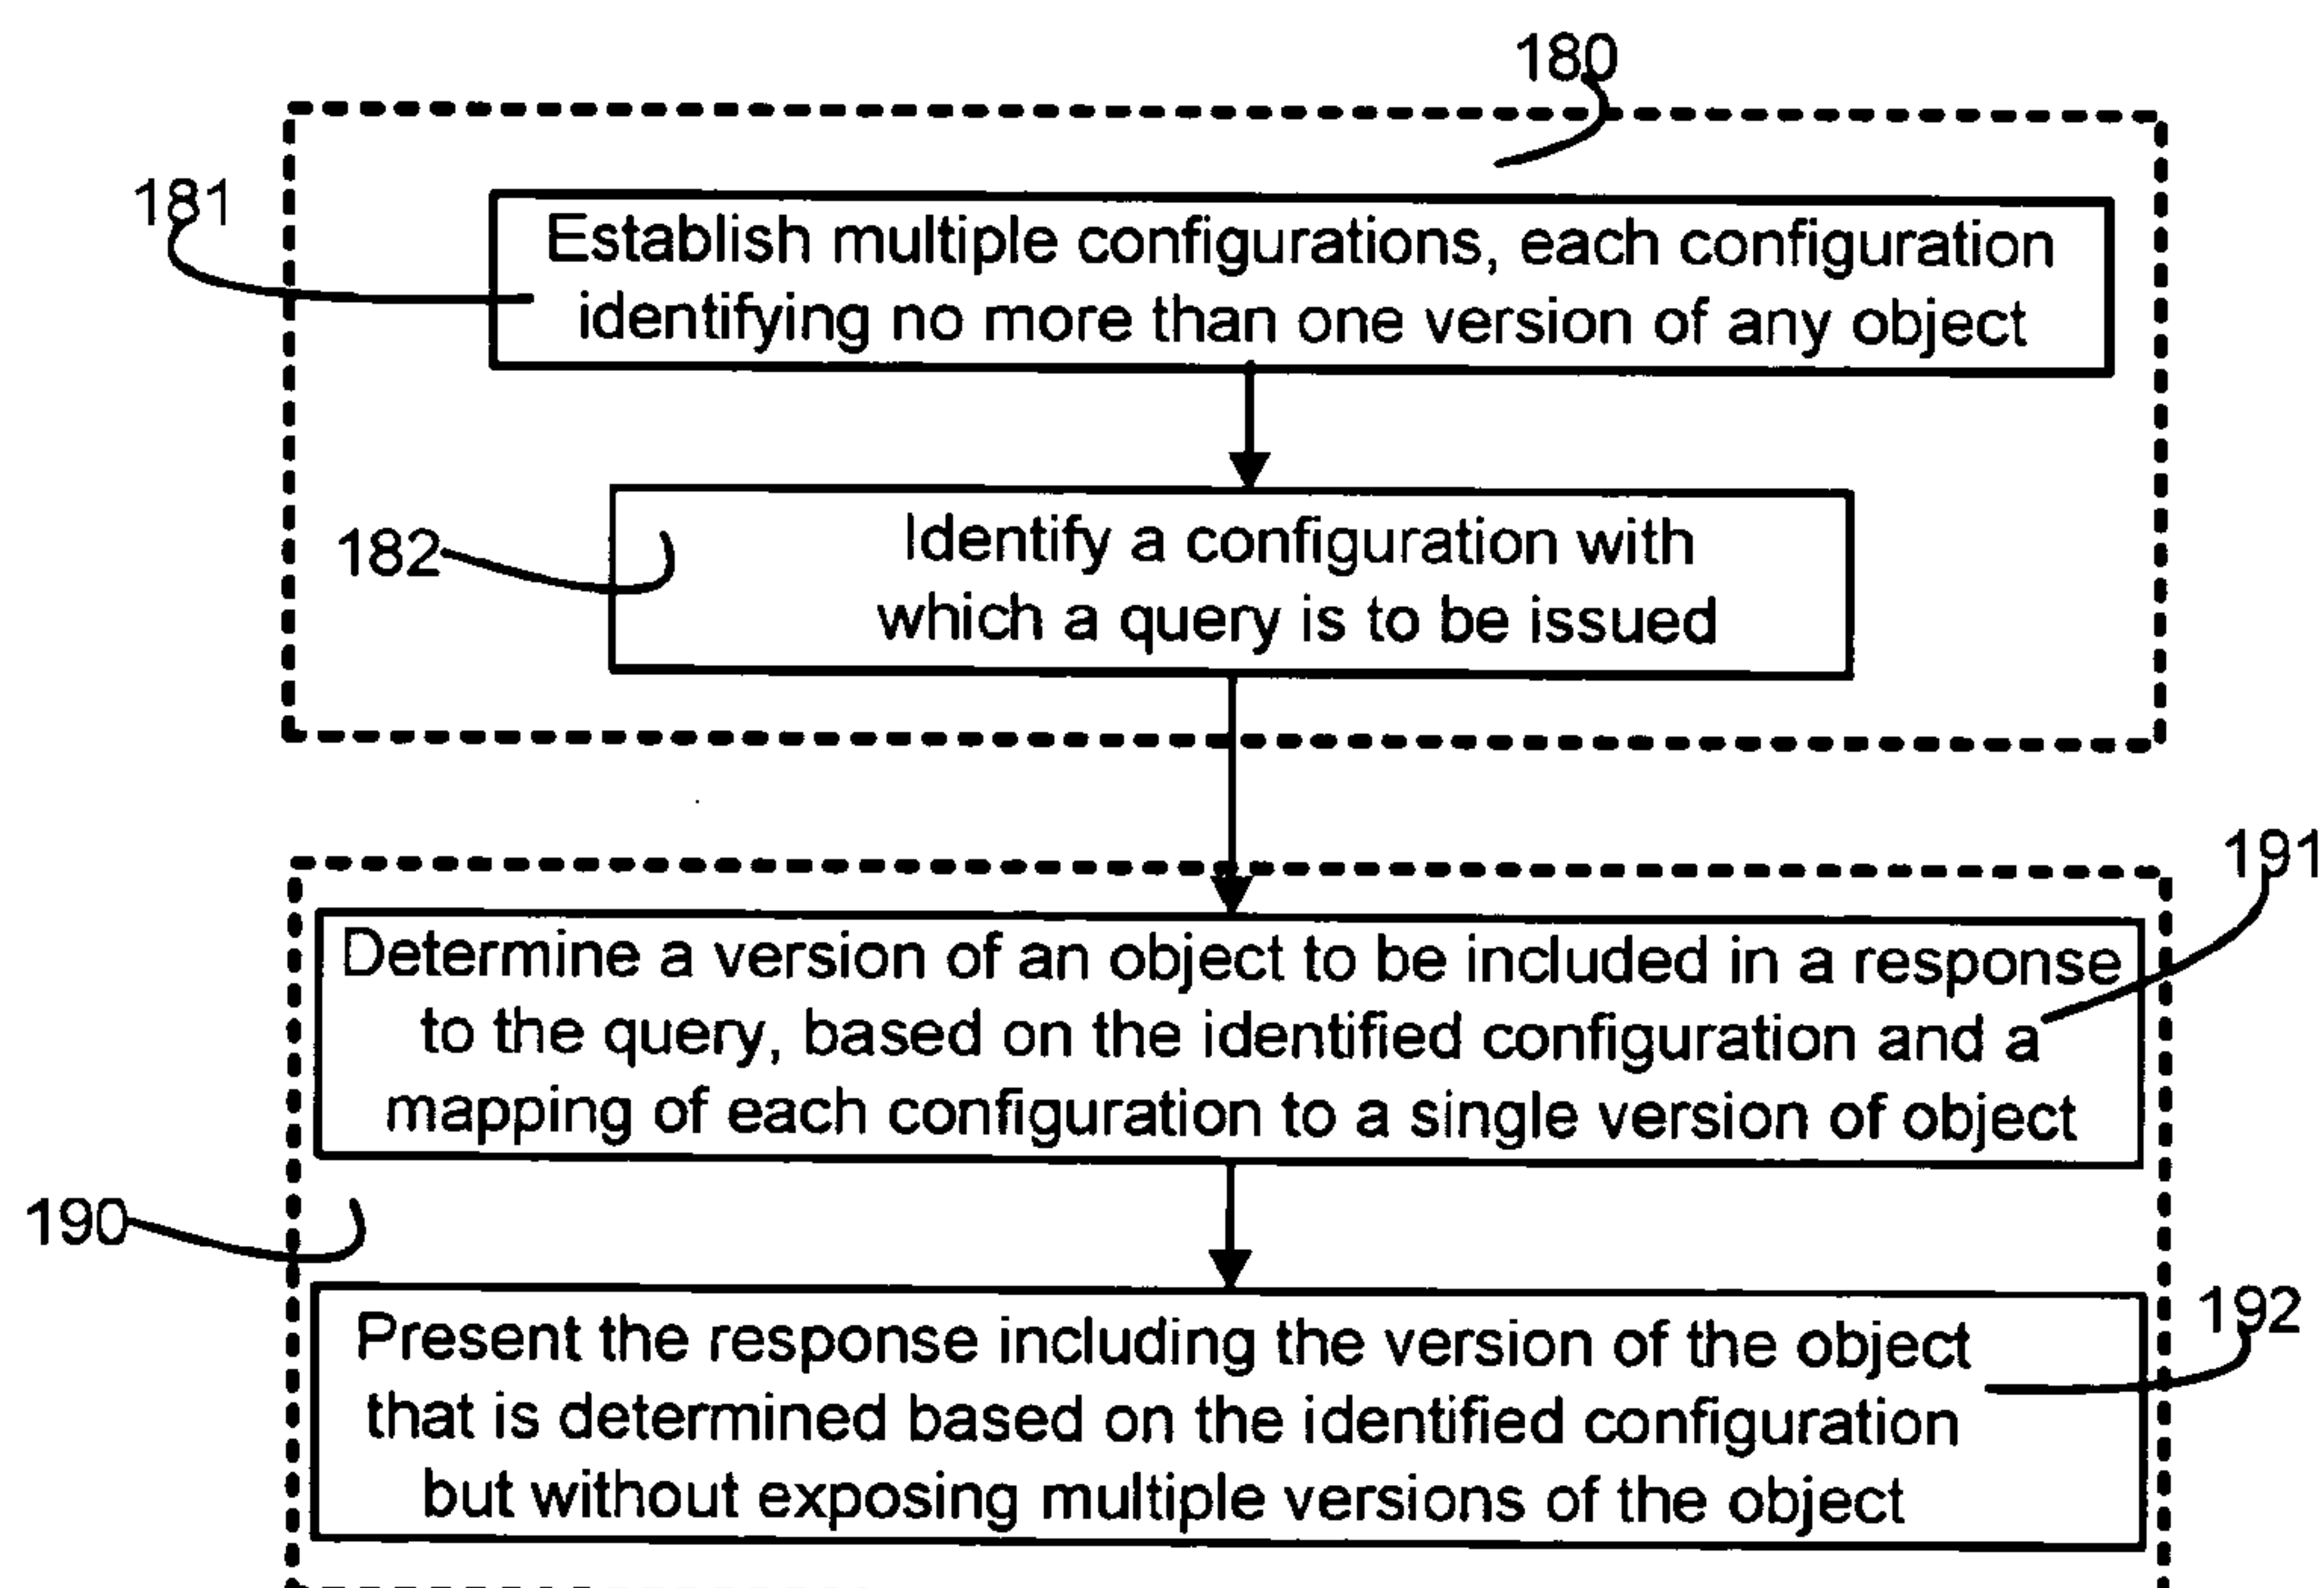 180
181
Establish multiple configurations, each configuration
identifying no more than one version of any object
182
Identify a configuration with
which a query is to be issued
191
Determine a version of an object to be included in a response
to the query, based on the identified configuration and a
mapping of each configuration to a single version of object
190
192
Present the response including the version of the object
that is determined based on the identified configuration
but without exposing multiple versions of the object